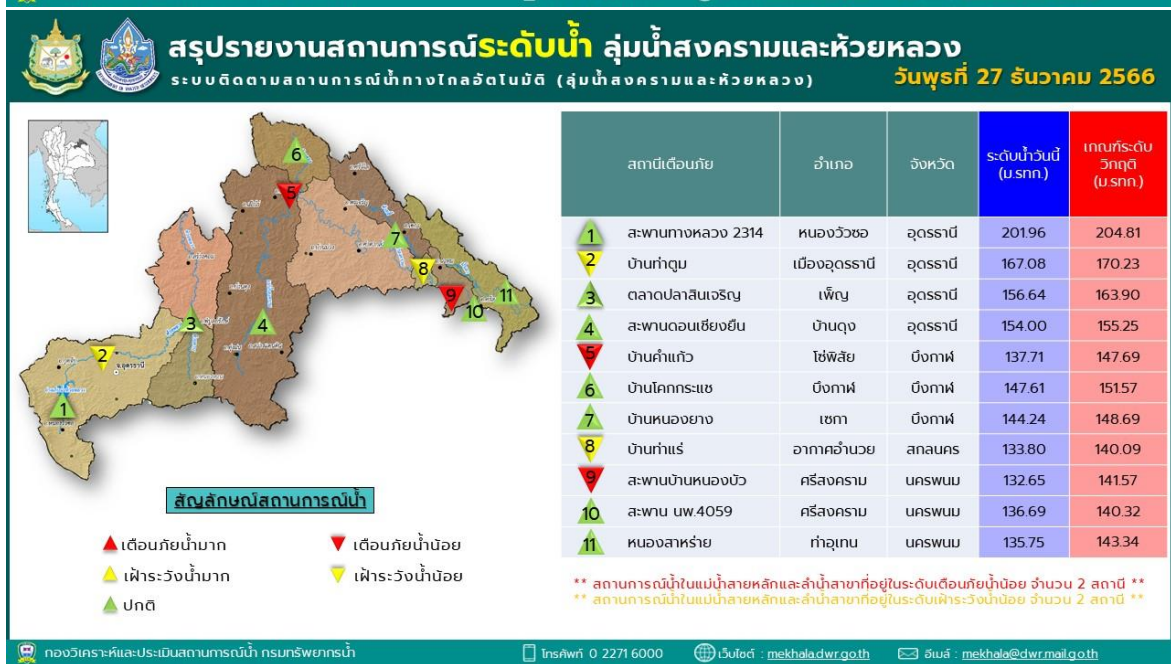 สรุปรายงานสถานการณ์ระดับน้ำ ลุ่มน้ำสงครามและห้วยหลวง
ระบบติดตามสถานการณ์น้ำทางไกลอัตโนมัติ (ลุ่มน้ำสงครามและห้วยหลวง)
วันพุธที่ 27 ธันวาคม 2566
6
5
7
8
9
10
11
3
4
2
1
อ.อุดรธานี
สัญลักษณ์สถานการณ์น้ำ
เตือนภัยน้ำมาก
เตือนภัยน้ำน้อย
เฝ้าระวังน้ำมาก
เฝ้าระวังน้ำน้อย
ปกติ
สถานีเตือนภัย อำเภอ จังหวัด ระดับน้ำวันนี้ (ม.รทก.) เกณฑ์ระดับวิกฤติ (ม.รทก.)
1 สะพานทางหลวง 2314 หนองวัวซอ อุดรธานี 201.96 204.81
2 บ้านท่าตูม เมืองอุดรธานี อุดรธานี 167.08 170.23
3 ตลาดปลาสินเจริญ เพ็ญ อุดรธานี 156.64 163.90
4 สะพานดอนเชียงยืน บ้านดุง อุดรธานี 154.00 155.25
5 บ้านคำแก้ว โซ่พิสัย บึงกาฬ 137.71 147.69
6 บ้านโคกกระแซ บึงกาฬ บึงกาฬ 147.61 151.57
7 บ้านหนองยาง เซกา บึงกาฬ 144.24 148.69
8 บ้านท่าแร่ อากาศอำนวย สกลนคร 133.80 140.09
9 สะพานบ้านหนองบัว ศรีสงคราม นครพนม 132.65 141.57
10 สะพาน นพ.4059 ศรีสงคราม นครพนม 136.69 140.32
11 หนองสาหร่าย ท่าอุเทน นครพนม 135.75 143.34
** สถานการณ์น้ำในแม่น้ำสายหลักและลำน้ำสาขาที่อยู่ในระดับเตือนภัยน้ำน้อย จำนวน 2 สถานี **
** สถานการณ์น้ำในแม่น้ำสายหลักและลำน้ำสาขาที่อยู่ในระดับเฝ้าระวังน้ำน้อย จำนวน 2 สถานี **
กองวิเคราะห์และประเมินสถานการณ์น้ำ กรมทรัพยากรน้ำ
โทรศัพท์ 0 2271 6000
เว็บไซต์ : mekhala.dwr.go.th
อีเมล์ : mekhala@dwr.mail.go.th